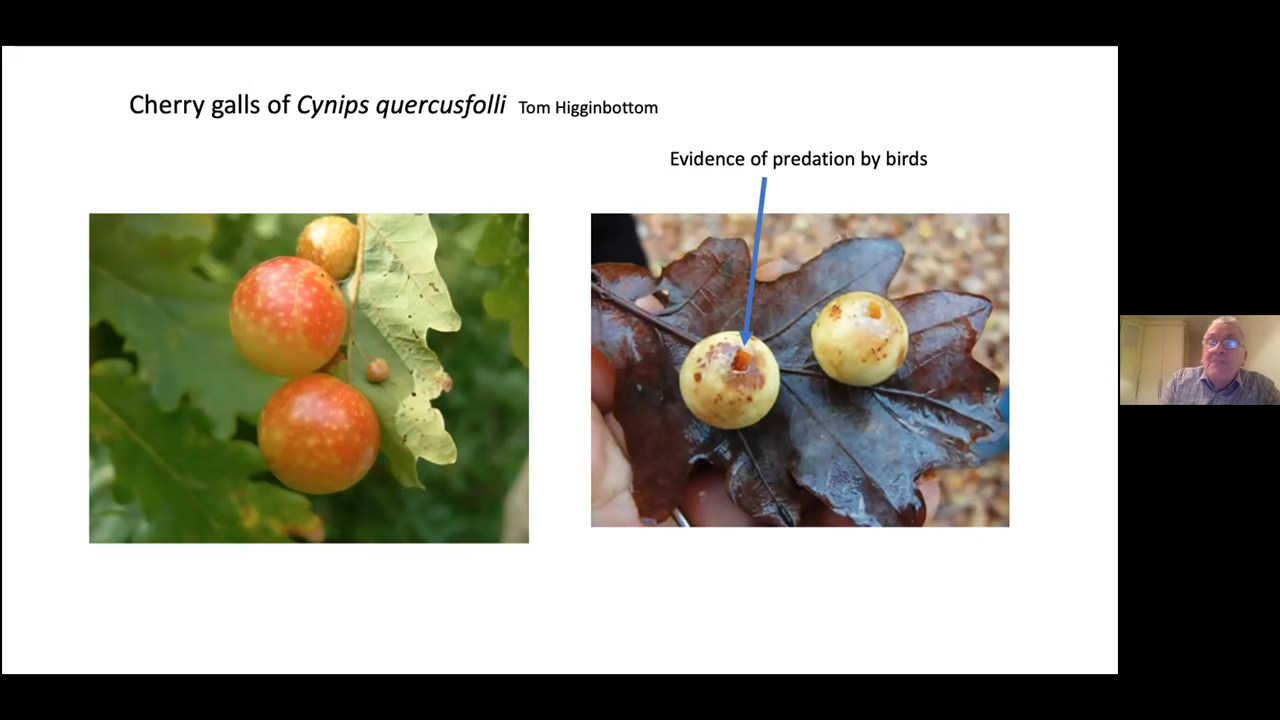 Cherry galls of Cynips quercusfolli Tom Higginbottom
Evidence of predation by birds